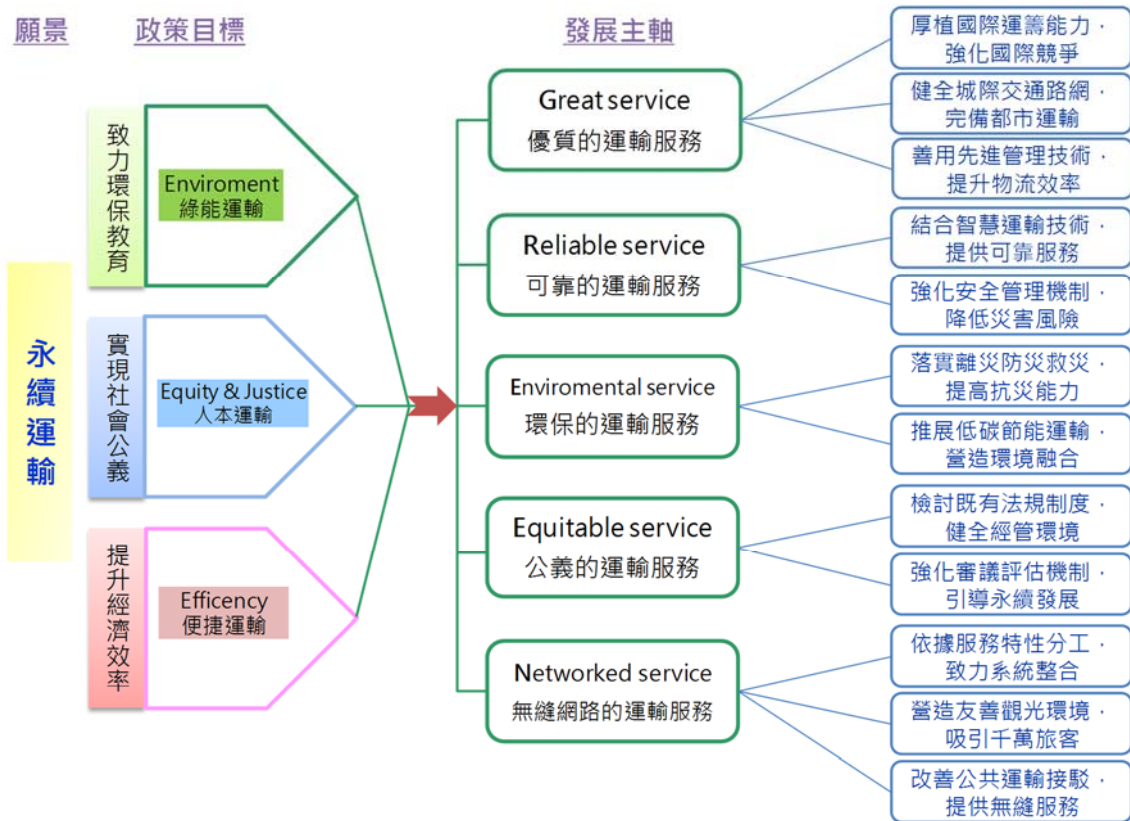 願景
政策目標
發展主軸
永續運輸
致力環保教育
Enviroment
綠能運輸
實現社會公義
Equity & Justice
人本運輸
提升經濟效率
Efficency
便捷運輸
Great service
優質的運輸服務
厚植國際運籌能力，
強化國際競爭
健全城際交通路網，
完備都市運輸
善用先進管理技術，
提升物流效率
Reliable service
可靠的運輸服務
結合智慧運輸技術，
提供可靠服務
強化安全管理機制，
降低災害風險
Enviromental service
環保的運輸服務
落實離災防災救災，
提高抗災能力
推展低碳節能運輸，
營造環境融合
Equitable service
公義的運輸服務
檢討既有法規制度，
健全經管環境
強化審議評估機制，
引導永續發展
Networked service
無縫網路的運輸服務
依據服務特性分工，
致力系統整合
營造友善觀光環境，
吸引千萬旅客
改善公共運輸接駁，
提供無縫服務